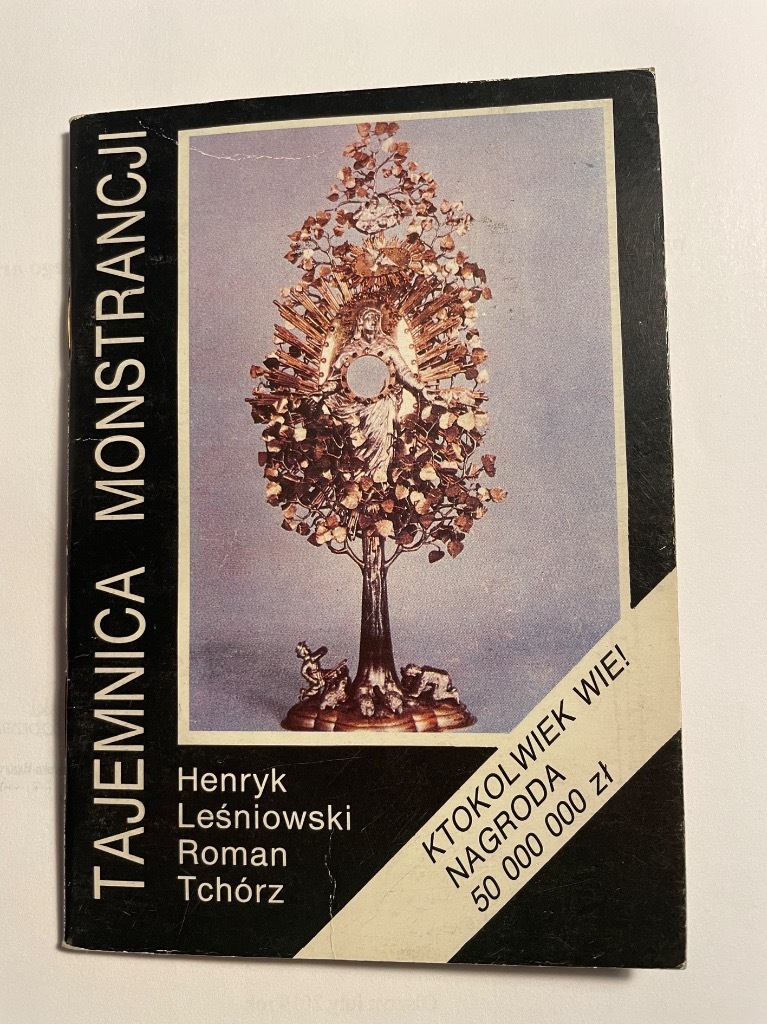 TAJEMNICA MONSTRANCJI
Henryk
Leśniowski
Roman
Tchórz
KTOKOLWIEK WIE!
NAGRODA
50 000 000 zł